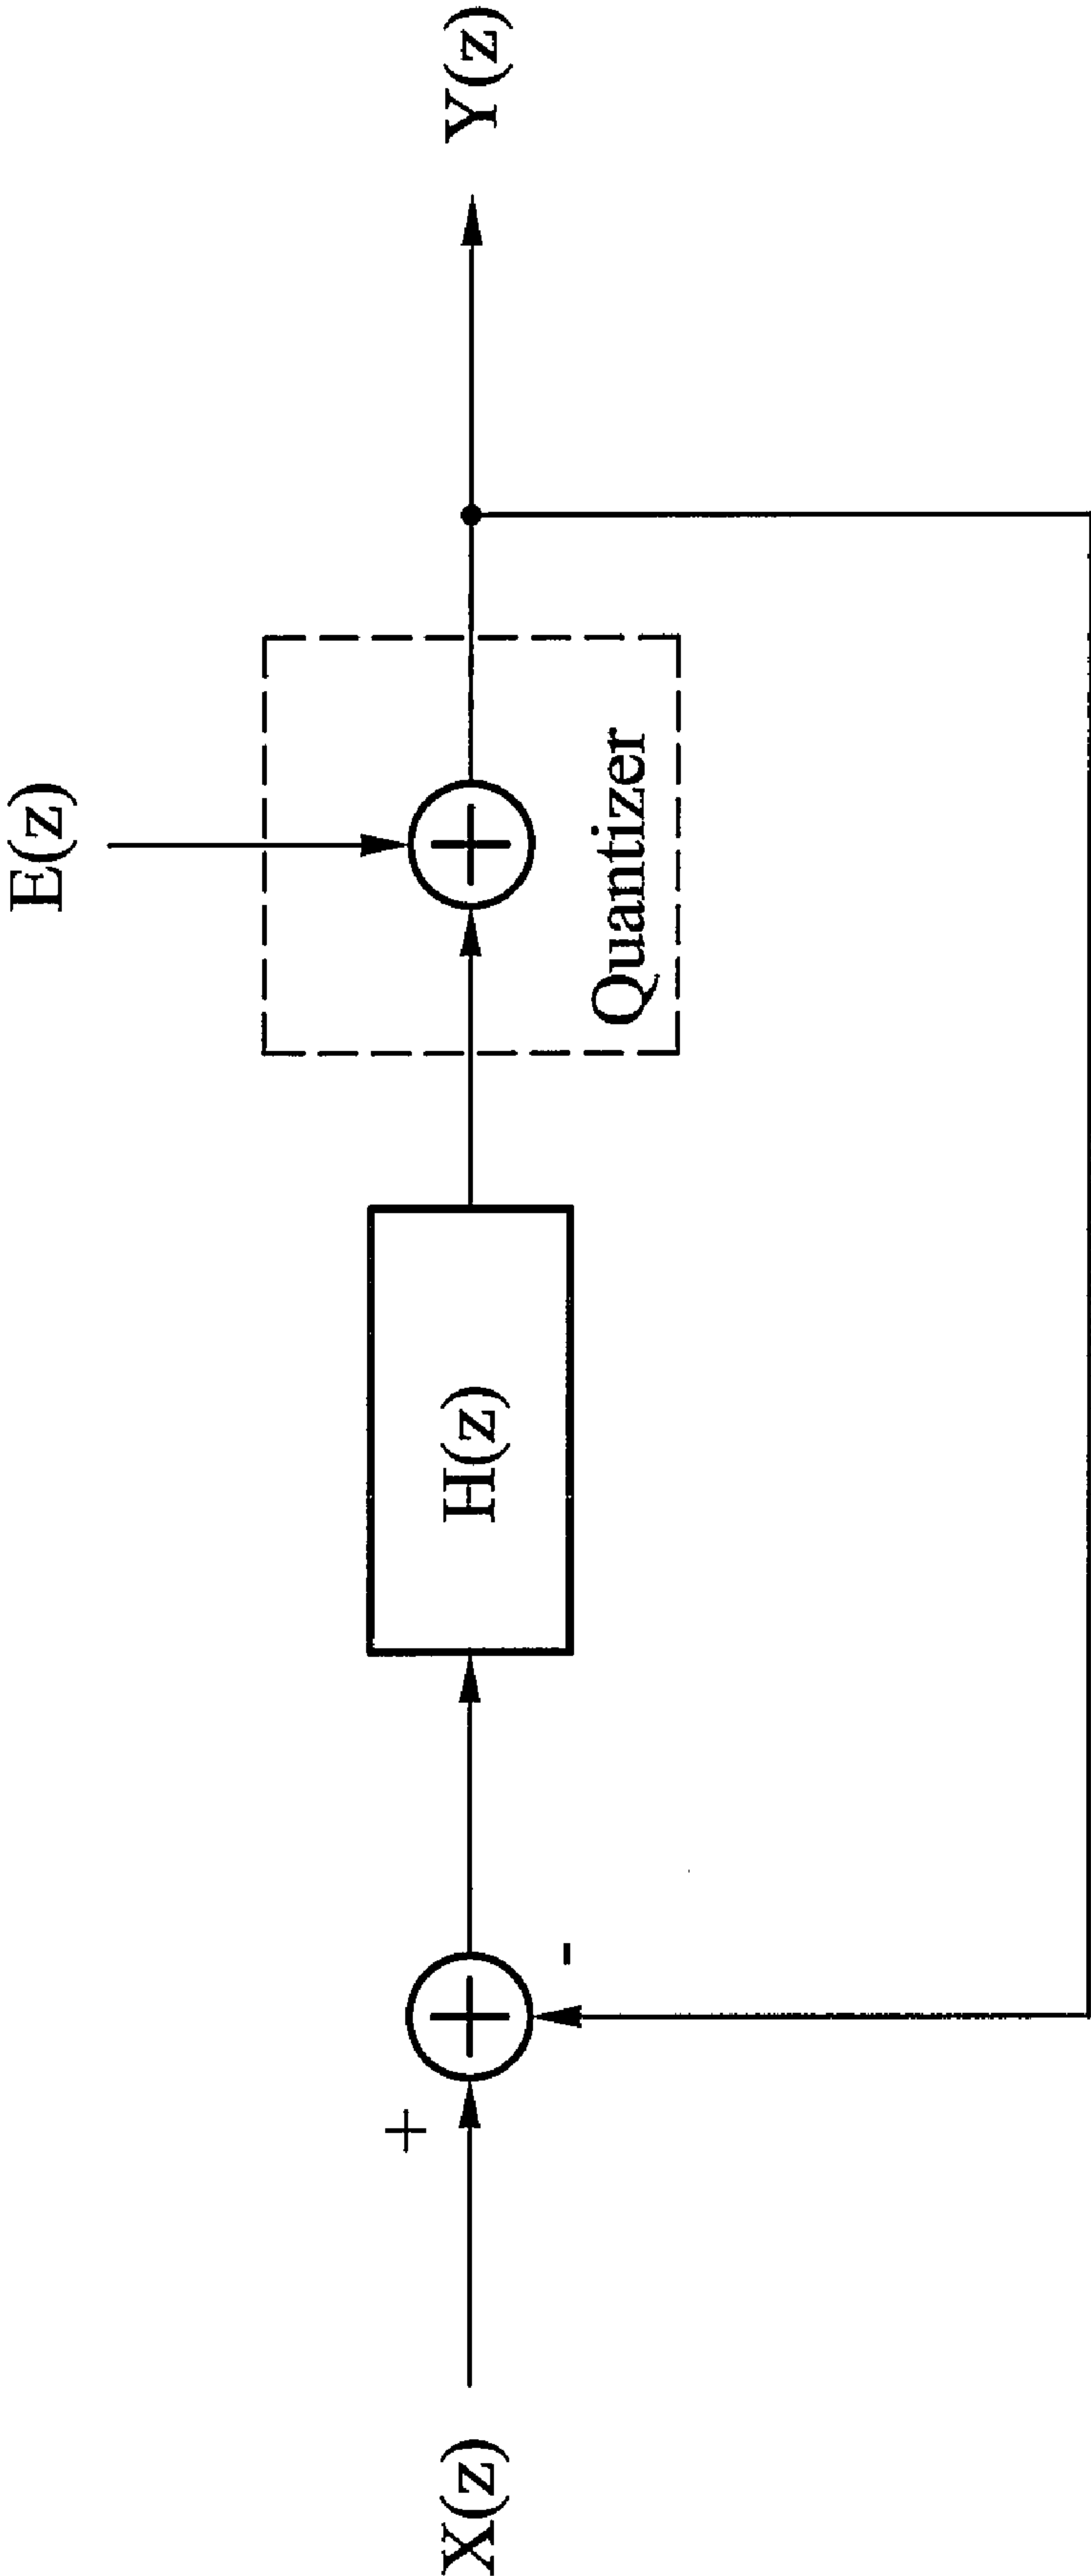 E(z)
X(z)
+
-
H(z)
Quantizer
Y(z)